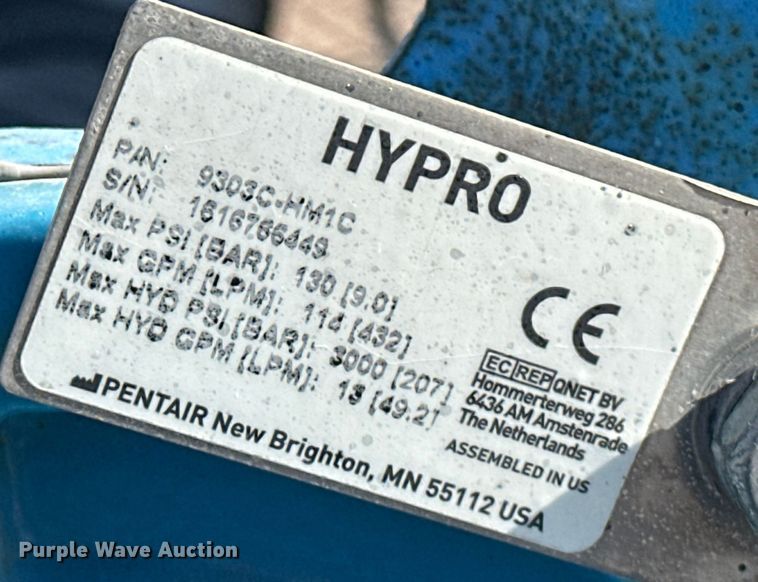 HYPRO
P/N: 9303C-HM1C
S/N: 1616766449
Max PSI [BAR]: 130 [9.0]
Max GPM [LPM]: 114 [432]
Max HYD PSI [BAR]: 3000 [207]
Max HYD GPM [LPM]: 13 [49.2]
CE
EC REP QNET BV
Hommerterweg 286
6436 AM Amstenrade
The Netherlands
ASSEMBLED IN US
PENTAIR New Brighton, MN 55112 USA
Purple Wave Auction